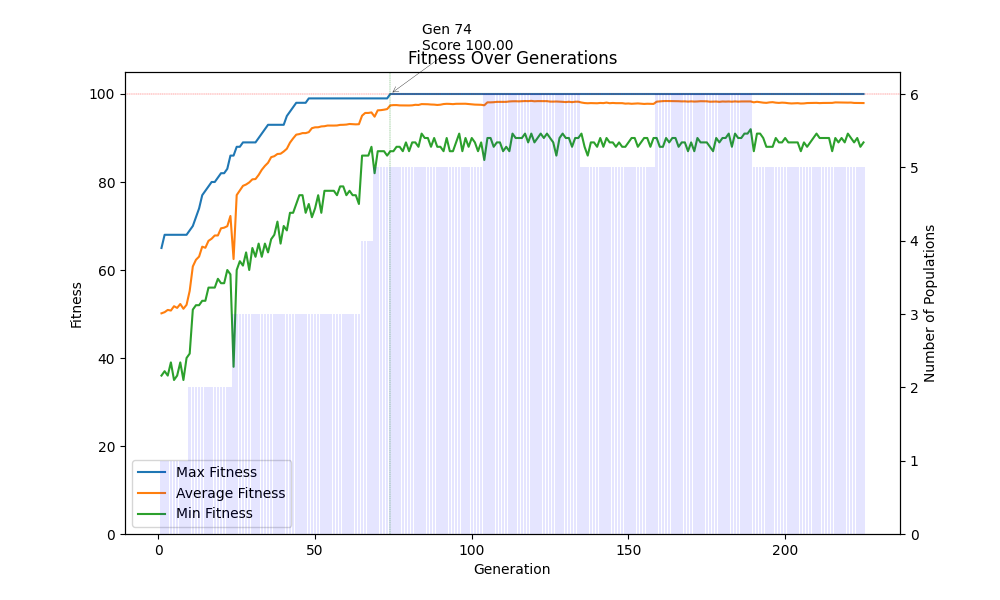 Gen 74
Score 100.00
Fitness Over Generations
100
80
60
40
20
0
Fitness
6
5
4
3
2
1
0
Number of Populations
Max Fitness
Average Fitness
Min Fitness
0
50
100
150
200
Generation